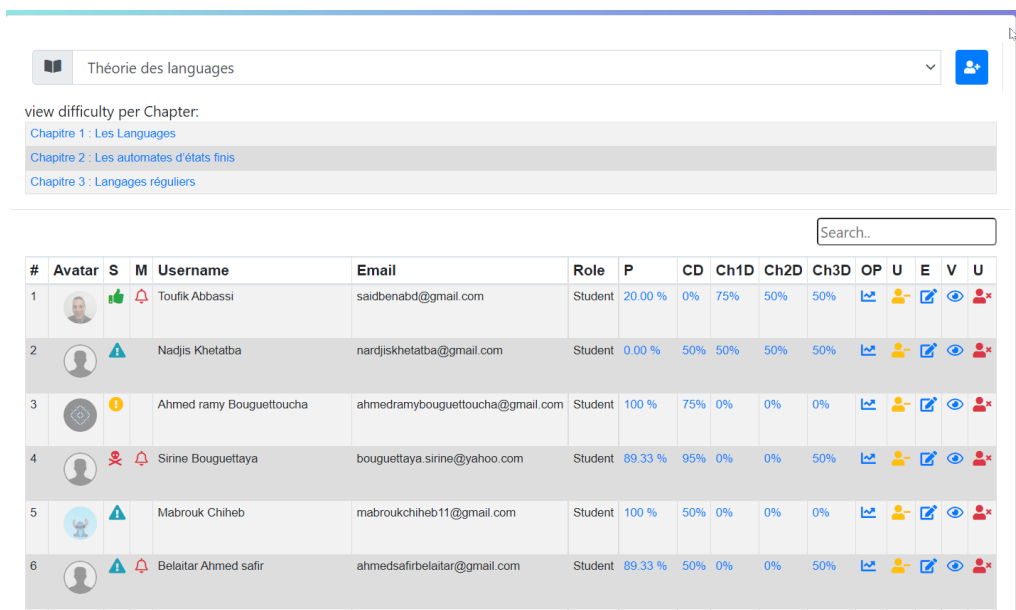 Théorie des languages
view difficulty per Chapter:
Chapitre 1 : Les Languages
Chapitre 2 : Les automates d'états finis
Chapitre 3 : Langages réguliers
Search..
# Avatar S M Username Email Role P CD Ch1D Ch2D Ch3D OP U E V U
1 Toufik Abbassi saidbenabd@gmail.com Student 20.00 % 0% 75% 50% 50%
2 Nadjis Khetatba nardjiskhetatba@gmail.com Student 0.00 % 50% 50% 50% 50%
3 Ahmed ramy Bouguettoucha ahmedramybouguettoucha@gmail.com Student 100 % 75% 0% 0% 0%
4 Sirine Bouguettaya bouguettaya.sirine@yahoo.com Student 89.33 % 95% 0% 0% 50%
5 Mabrouk Chiheb mabroukchiheb11@gmail.com Student 100 % 50% 0% 0% 0%
6 Belaitar Ahmed safir ahmedsafirbelaitar@gmail.com Student 89.33 % 50% 0% 0% 50%